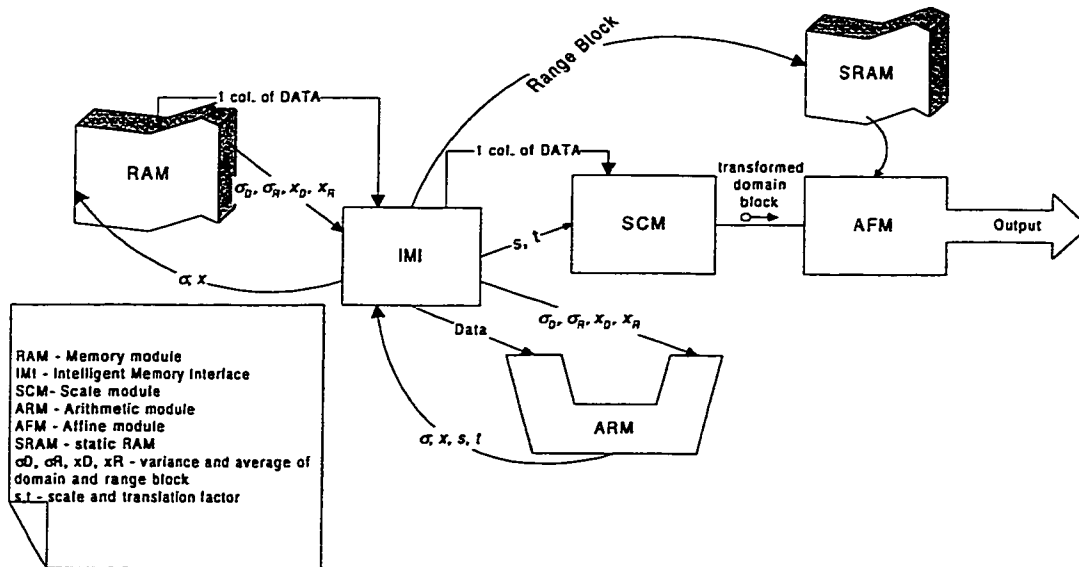 Range Block
SRAM
1 col. of DATA
RAM
σD, σR, xD, xR
1 col. of DATA
transformed
domain
block
SCM
AFM
Output
IMI
s, t
σ, x
σD, σR, xD, xR
Data
ARM
σ, x, s, t
RAM - Memory module
IMI - Intelligent Memory Interface
SCM- Scale module
ARM - Arithmetic module
AFM - Affine module
SRAM - static RAM
σD, σR, xD, xR - variance and average of
domain and range block
s,t - scale and translation factor